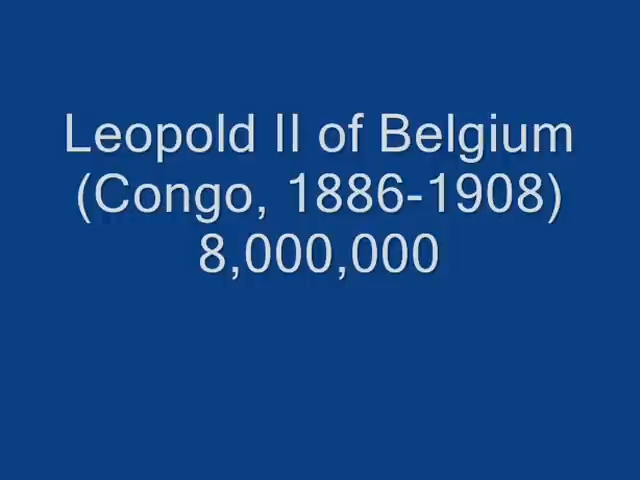 Leopold II of Belgium
(Congo, 1886-1908)
8,000,000